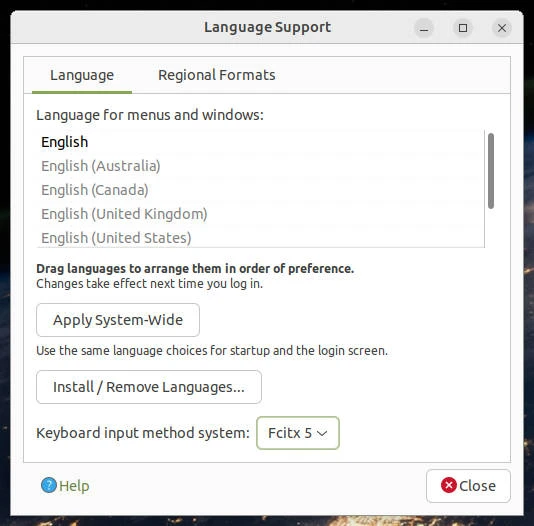 Language Support
Language
Regional Formats
Language for menus and windows:
English
English (Australia)
English (Canada)
English (United Kingdom)
English (United States)
Drag languages to arrange them in order of preference.
Changes take effect next time you log in.
Apply System-Wide
Use the same language choices for startup and the login screen.
Install / Remove Languages...
Keyboard input method system: Fcitx 5
Help
Close